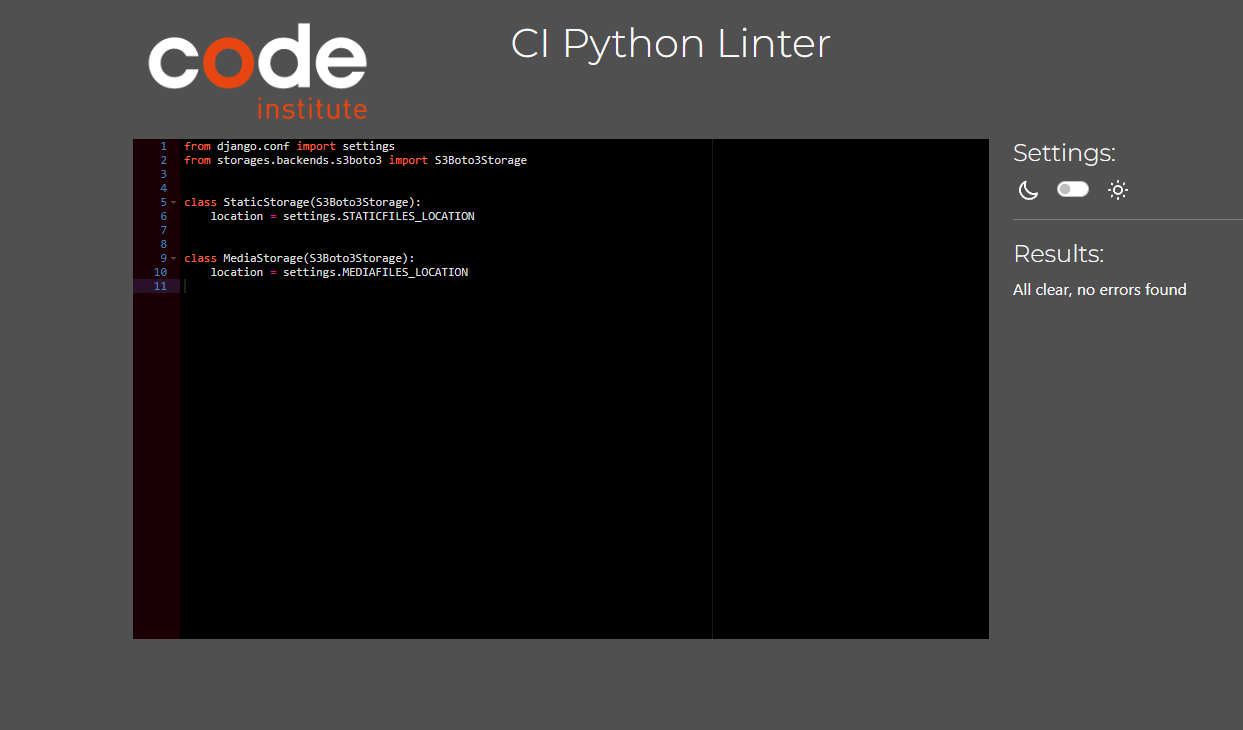 code
institute
CI Python Linter
1 from django.conf import settings
2 from storages.backends.s3boto3 import S3Boto3Storage
3
4
5 class StaticStorage(S3Boto3Storage):
6     location = settings.STATICFILES_LOCATION
7
8
9 class MediaStorage(S3Boto3Storage):
10     location = settings.MEDIAFILES_LOCATION
11
Settings:
Results:
All clear, no errors found